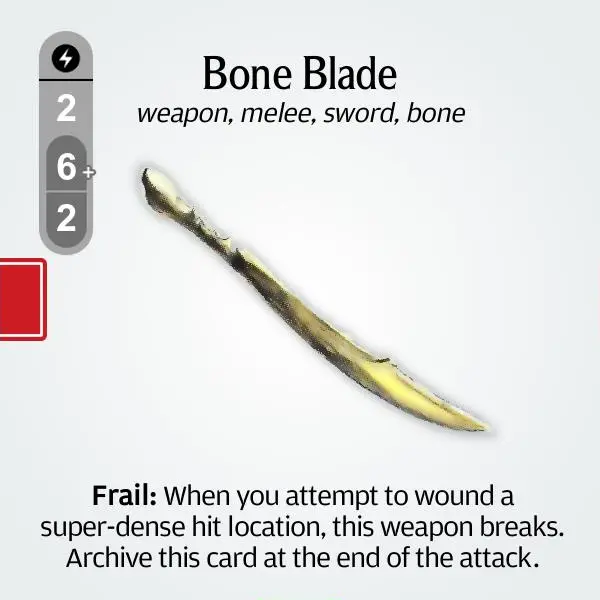 Bone Blade
weapon, melee, sword, bone
2
6+
2
Frail: When you attempt to wound a
super-dense hit location, this weapon breaks.
Archive this card at the end of the attack.